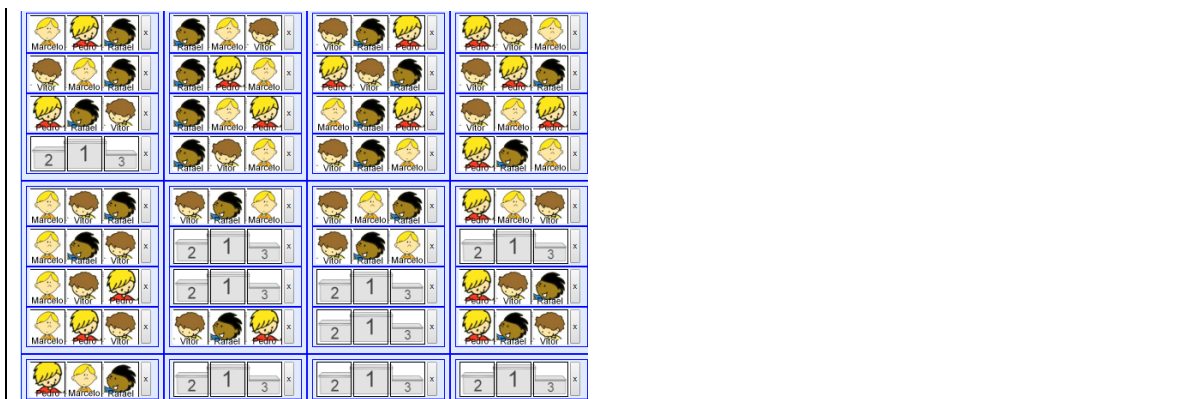 Marcelo Pedro Rafael x Rafael Marcelo Vitor x Vitor Rafael Pedro x Pedro Vitor Marcelo x
Vitor Marcelo Rafael x Rafael Pedro Marcelo x Pedro Vitor Rafael x Vitor Pedro Rafael x
Pedro Rafael Vitor x Rafael Marcelo Pedro x Marcelo Rafael Pedro x Vitor Marcelo Pedro x
2 1 3 x Rafael Vitor Marcelo x Vitor Rafael Marcelo x Pedro Rafael Marcelo x
Marcelo Vitor Rafael x Vitor Rafael Marcelo x Vitor Marcelo Rafael x Pedro Marcelo Vitor x
Marcelo Rafael Vitor x 2 1 3 x Vitor Rafael Marcelo x 2 1 3 x
Marcelo Vitor Pedro x 2 1 3 x 2 1 3 x Pedro Vitor Rafael x
Marcelo Pedro Vitor x Vitor Rafael Pedro x 2 1 3 x Pedro Rafael Vitor x
Pedro Marcelo Rafael x 2 1 3 x 2 1 3 x 2 1 3 x